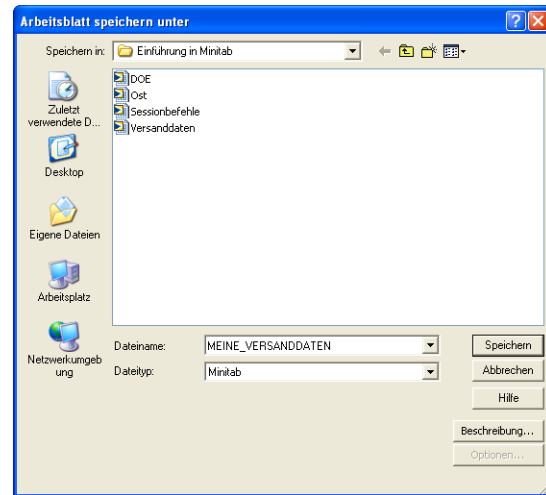 Arbeitsblatt speichern unter
Speichern in:
Einführung in Minitab
DOE
Ost
Sessionbefehle
Versanddaten
Zuletzt
verwendete D...
Desktop
Eigene Dateien
Arbeitsplatz
Netzwerkumgeb
ung
Dateiname:
MEINE_VERSANDDATEN
Speichern
Dateityp:
Minitab
Abbrechen
Hilfe
Beschreibung...
Optionen...